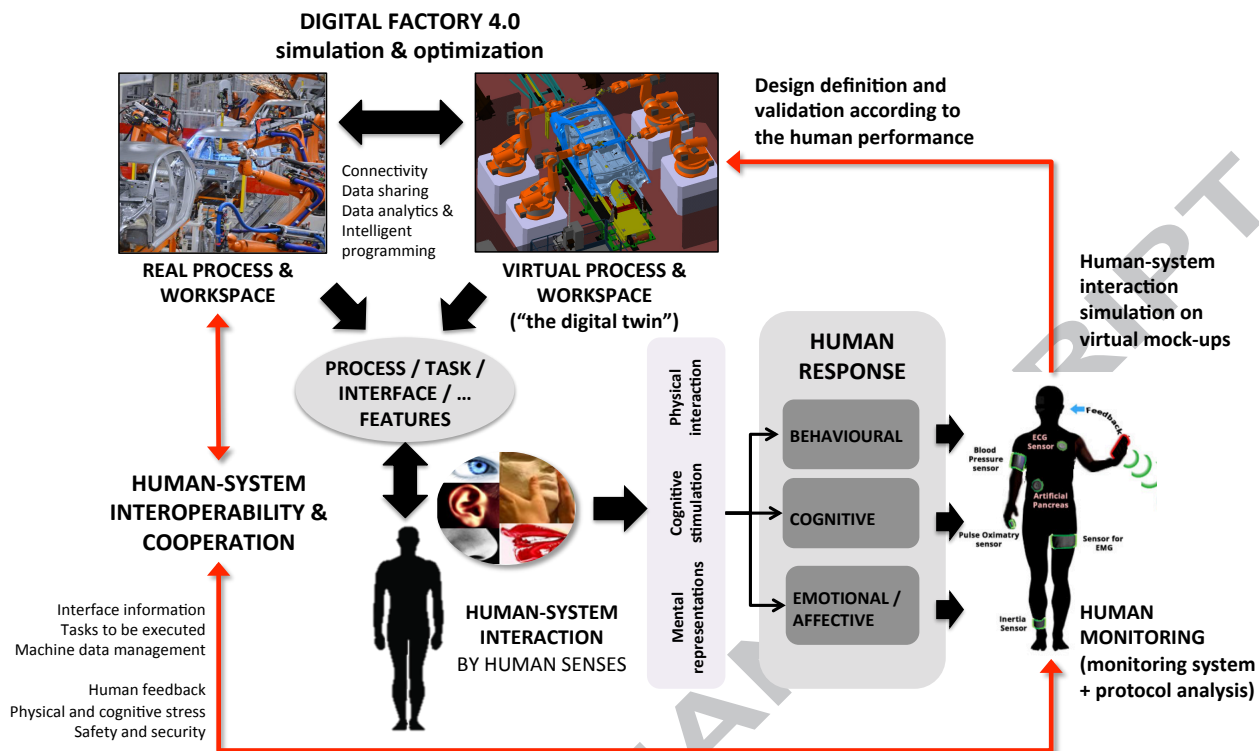 DIGITAL FACTORY 4.0
simulation & optimization
Design definition and
validation according to
the human performance
Connectivity
Data sharing
Data analytics &
Intelligent
programming
REAL PROCESS &
WORKSPACE
VIRTUAL PROCESS &
WORKSPACE
(“the digital twin”)
Human-system
interaction
simulation on
virtual mock-ups
PROCESS / TASK /
INTERFACE / ...
FEATURES
HUMAN-SYSTEM
INTEROPERABILITY &
COOPERATION
HUMAN-SYSTEM
INTERACTION
BY HUMAN SENSES
Physical
interaction
Cognitive
stimulation
Mental
representations
HUMAN
RESPONSE
BEHAVIOURAL
COGNITIVE
EMOTIONAL /
AFFECTIVE
Feedback
ECG
Sensor
Blood
Pressure
sensor
Artificial
Pancreas
Pulse Oximatry
sensor
Sensor for
EMG
Inertia
Sensor
HUMAN
MONITORING
(monitoring system
+ protocol analysis)
Interface information
Tasks to be executed
Machine data management
Human feedback
Physical and cognitive stress
Safety and security